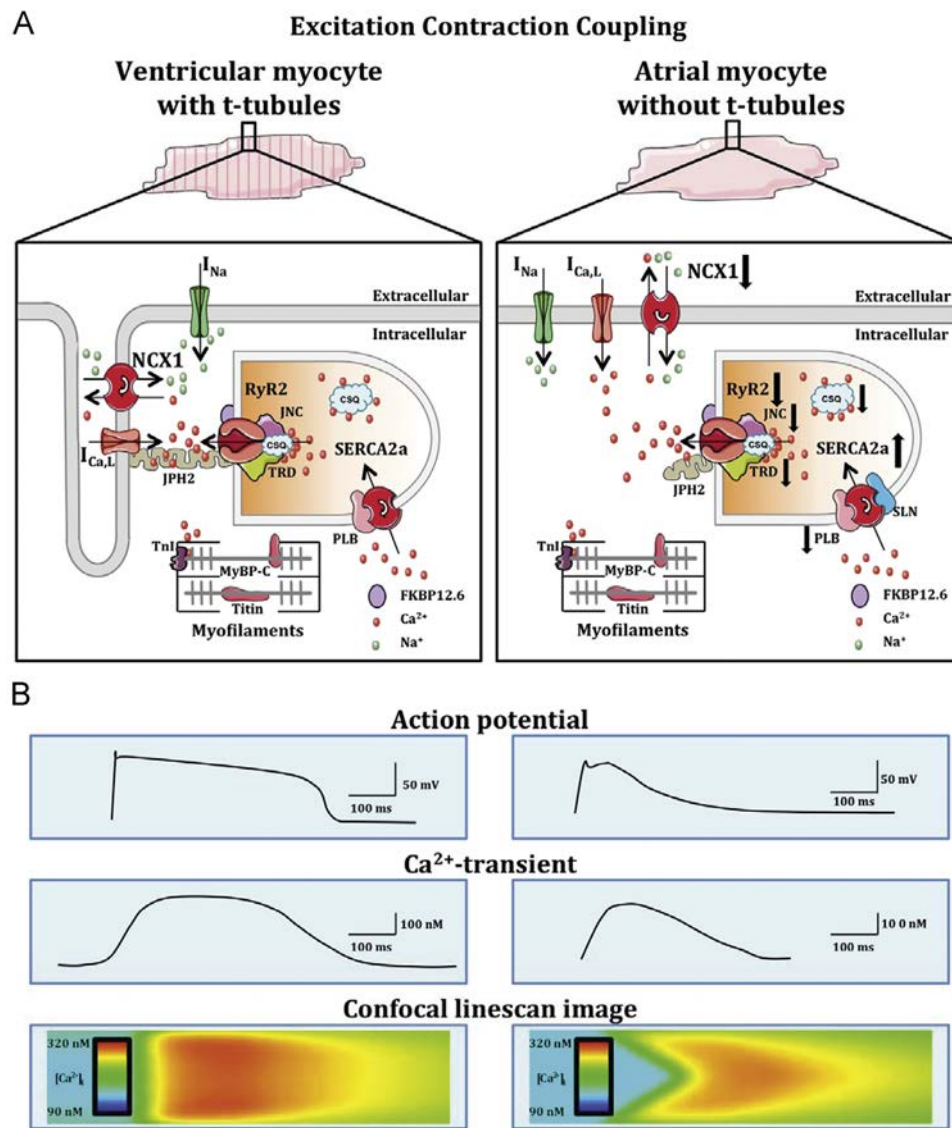 A
Excitation Contraction Coupling
Ventricular myocyte
with t-tubules
Atrial myocyte
without t-tubules
I_Na
Extracellular
Intracellular
NCX1
RyR2
JNC
CSQ
CSQ
SERCA2a
I_Ca,L
JPH2
TRD
PLB
TnI
MyBP-C
Titin
Myofilaments
FKBP12.6
Ca²⁺
Na⁺
I_Na
I_Ca,L
NCX1
Extracellular
Intracellular
RyR2
JNC
CSQ
CSQ
SERCA2a
JPH2
TRD
SLN
PLB
TnI
MyBP-C
Titin
Myofilaments
FKBP12.6
Ca²⁺
Na⁺
B
Action potential
50 mV
100 ms
50 mV
100 ms
Ca²⁺-transient
100 nM
100 ms
10 0 nM
100 ms
Confocal linescan image
320 nM
[Ca²⁺]i
90 nM
320 nM
[Ca²⁺]i
90 nM